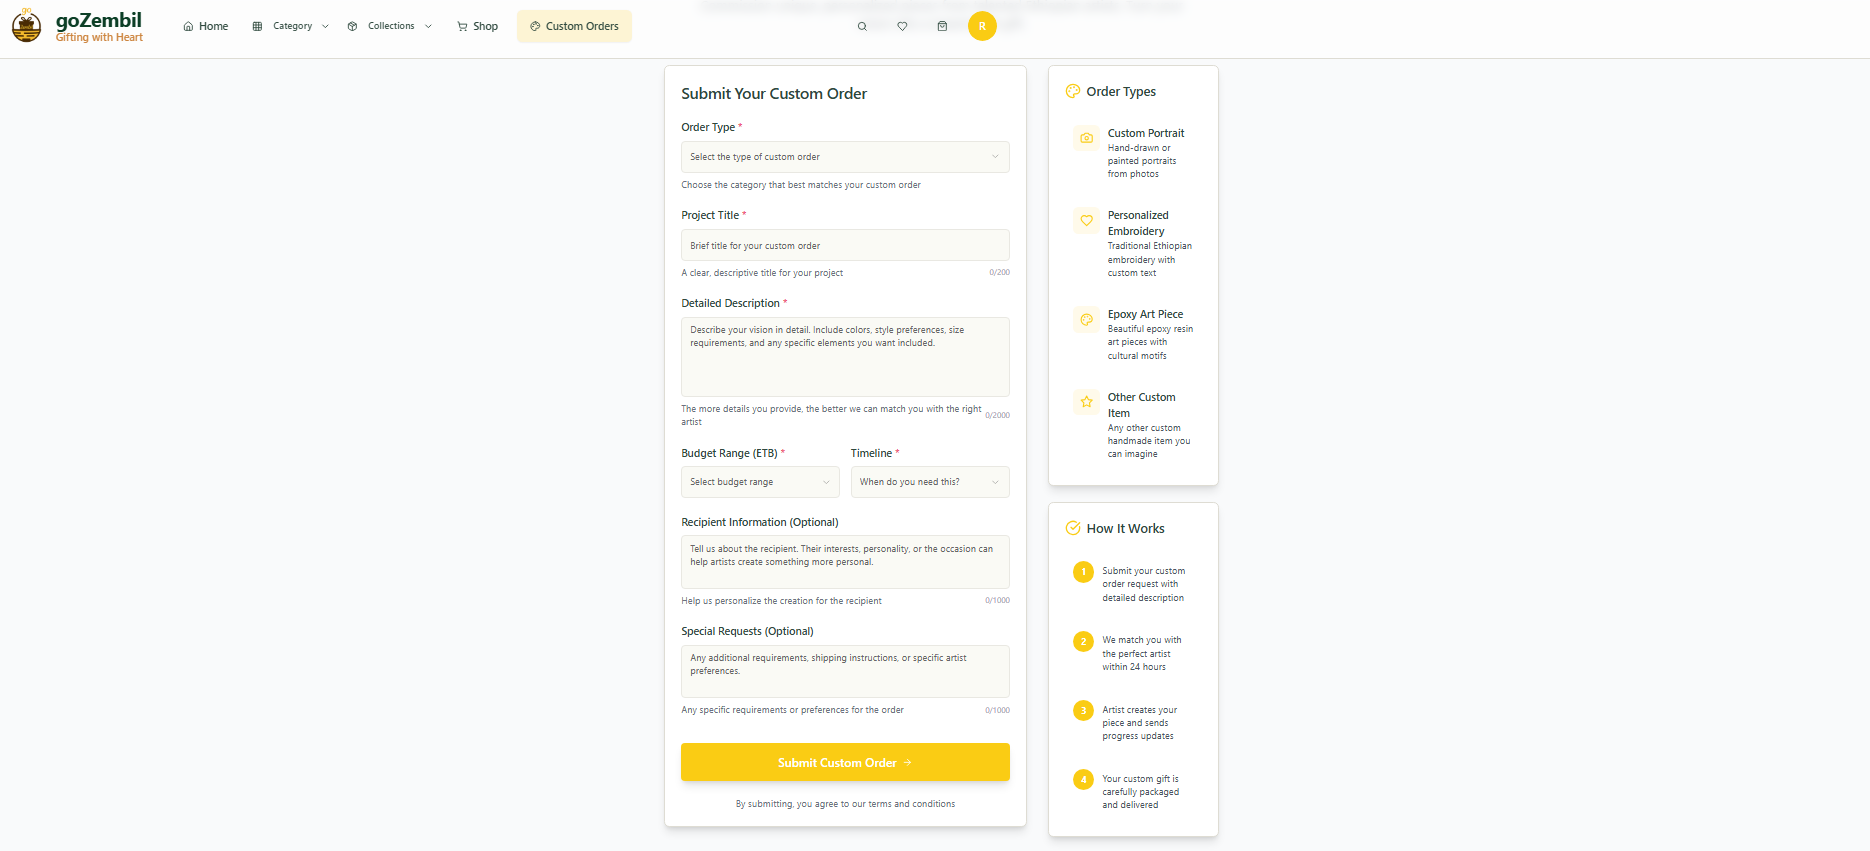 go
goZembil
Gifting with Heart
Home
Category
Collections
Shop
Custom Orders
R
Submit Your Custom Order
Order Type *
Select the type of custom order
Choose the category that best matches your custom order
Project Title *
Brief title for your custom order
A clear, descriptive title for your project
0/200
Detailed Description *
Describe your vision in detail. Include colors, style preferences, size
requirements, and any specific elements you want included.
The more details you provide, the better we can match you with the right
artist
0/2000
Budget Range (ETB) *
Timeline *
Select budget range
When do you need this?
Recipient Information (Optional)
Tell us about the recipient. Their interests, personality, or the occasion can
help artists create something more personal.
Help us personalize the creation for the recipient
0/1000
Special Requests (Optional)
Any additional requirements, shipping instructions, or specific artist
preferences.
Any specific requirements or preferences for the order
0/1000
Submit Custom Order →
By submitting, you agree to our terms and conditions
Order Types
Custom Portrait
Hand-drawn or
painted portraits
from photos
Personalized
Embroidery
Traditional Ethiopian
embroidery with
custom text
Epoxy Art Piece
Beautiful epoxy resin
art pieces with
cultural motifs
Other Custom
Item
Any other custom
handmade item you
can imagine
How It Works
1
Submit your custom
order request with
detailed description
2
We match you with
the perfect artist
within 24 hours
3
Artist creates your
piece and sends
progress updates
4
Your custom gift is
carefully packaged
and delivered